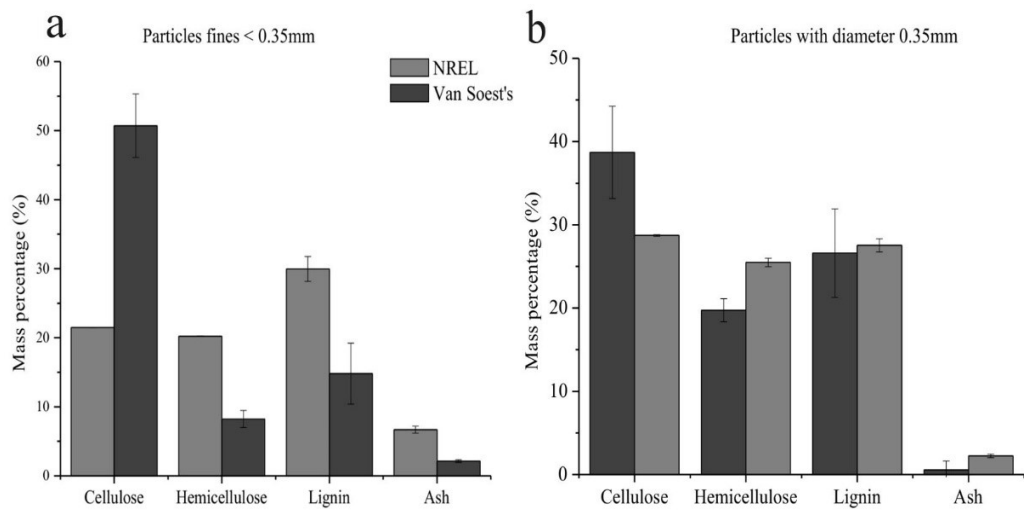 a
Particles fines < 0.35mm
NREL
Van Soest's
Mass percentage (%)
60
50
40
30
20
10
0
Cellulose Hemicellulose Lignin Ash
b
Particles with diameter 0.35mm
Mass percentage (%)
50
40
30
20
10
0
Cellulose Hemicellulose Lignin Ash